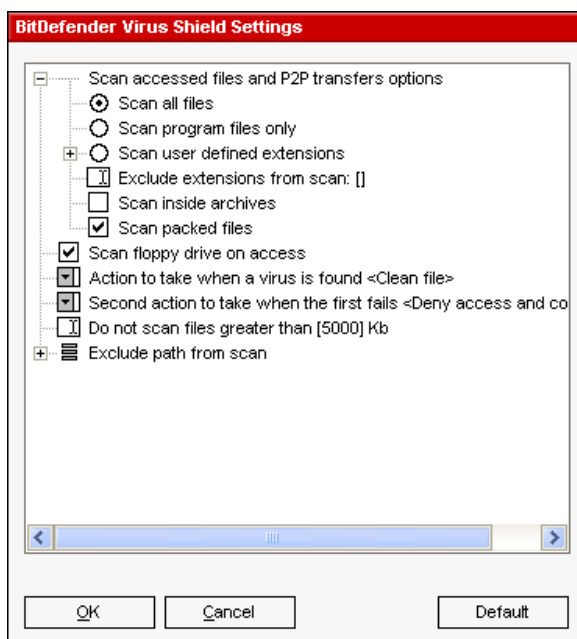 BitDefender Virus Shield Settings
Scan accessed files and P2P transfers options
Scan all files
Scan program files only
Scan user defined extensions
Exclude extensions from scan: []
Scan inside archives
Scan packed files
Scan floppy drive on access
Action to take when a virus is found <Clean file>
Second action to take when the first fails <Deny access and co
Do not scan files greater than [5000] Kb
Exclude path from scan
OK Cancel Default